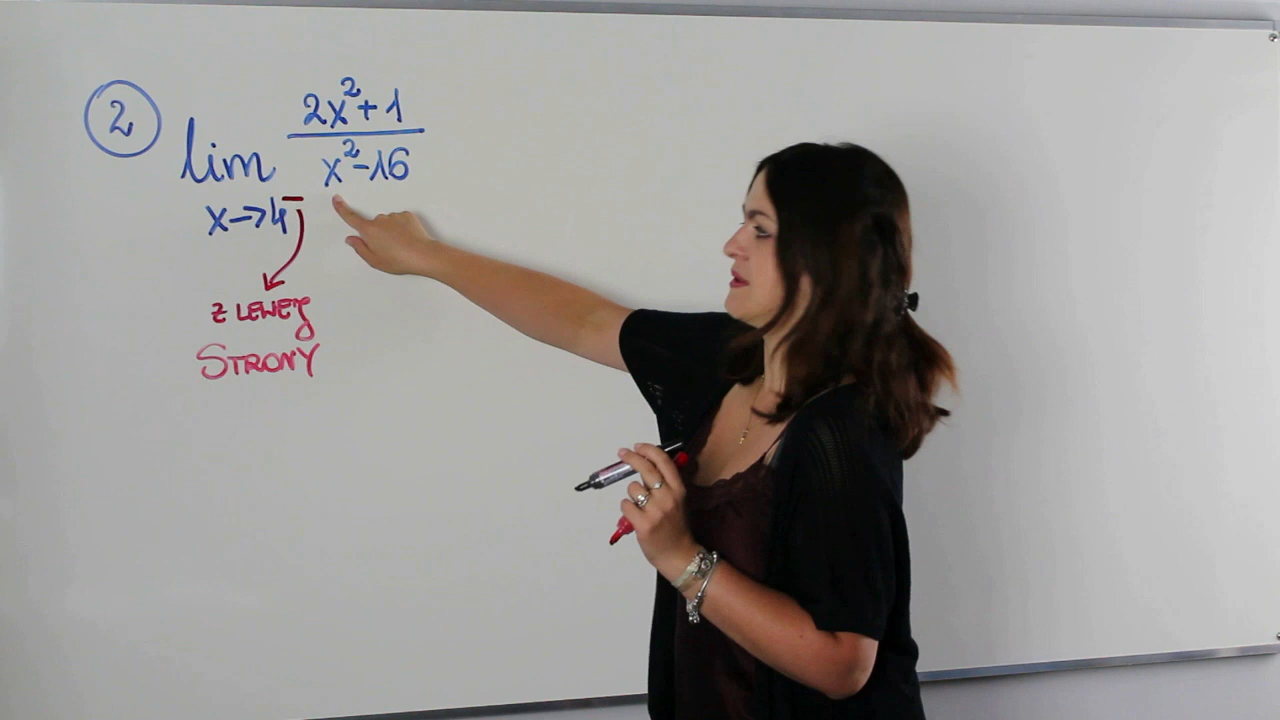 ②
lim 2x²+1 / x²-16
x→4⁻
Z LEWEJ
STRONY